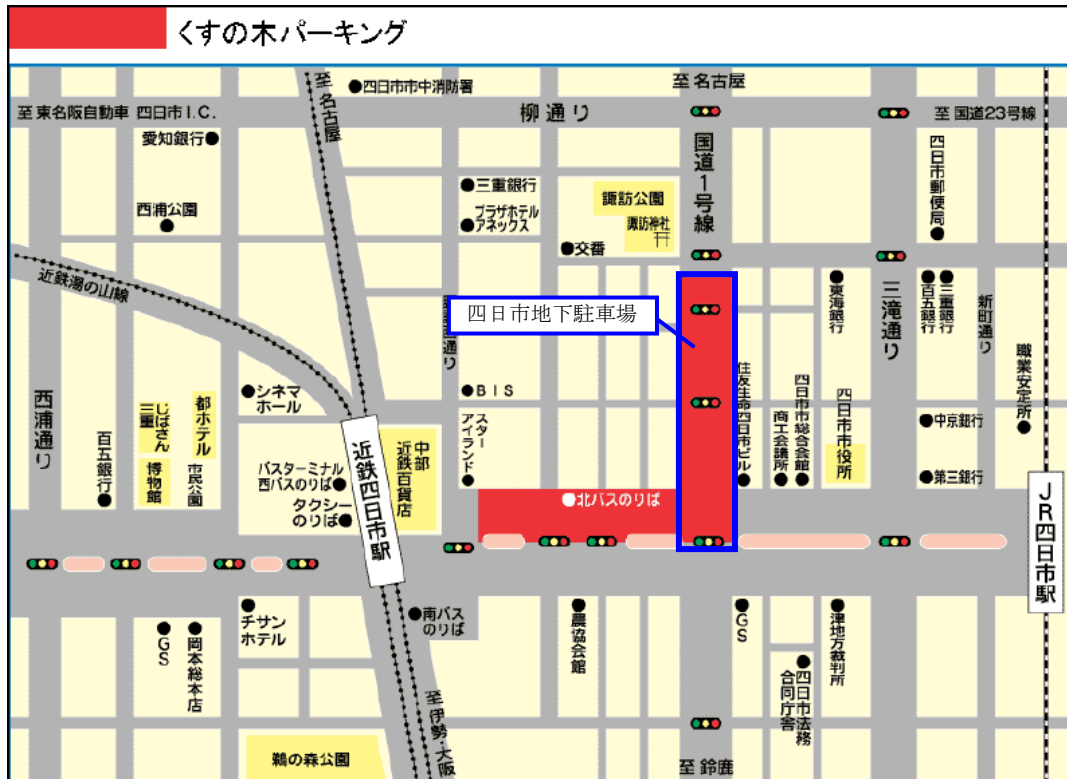 くすの木パーキング
至名古屋
●四日市市中消防署
至名古屋
至東名阪自動車 四日市I.C.
柳通り
至国道23号線
愛知銀行●
国道1号線
四日市郵便局●
●三重銀行
プラザホテル
●アネックス
諏訪公園
諏訪神社
西浦公園
●交番
近鉄湯の山線
四日市地下駐車場
通り
●東海銀行
三滝通り
●百五銀行
●三重銀行
新町通り
職業安定所●
西浦通り
●シネマ
ホール
●BIS
スター
アイランド●
住友生命四日市ビル●
商工会議所●
四日市市総合会館●
四日市市役所
●中京銀行
●第三銀行
百五銀行●
じばさん
三重
博物館
都ホテル
市民公園
バスターミナル
西バスのりば●
タクシー
のりば●
近鉄四日市駅
中部
近鉄百貨店
●北バスのりば
JR四日市駅
●GS
●岡本総本店
●チサン
ホテル
●南バス
のりば
●農協会館
●GS
●津地方裁判所
●四日市法務
合同庁舎
至伊勢・大阪
鵜の森公園
至鈴鹿